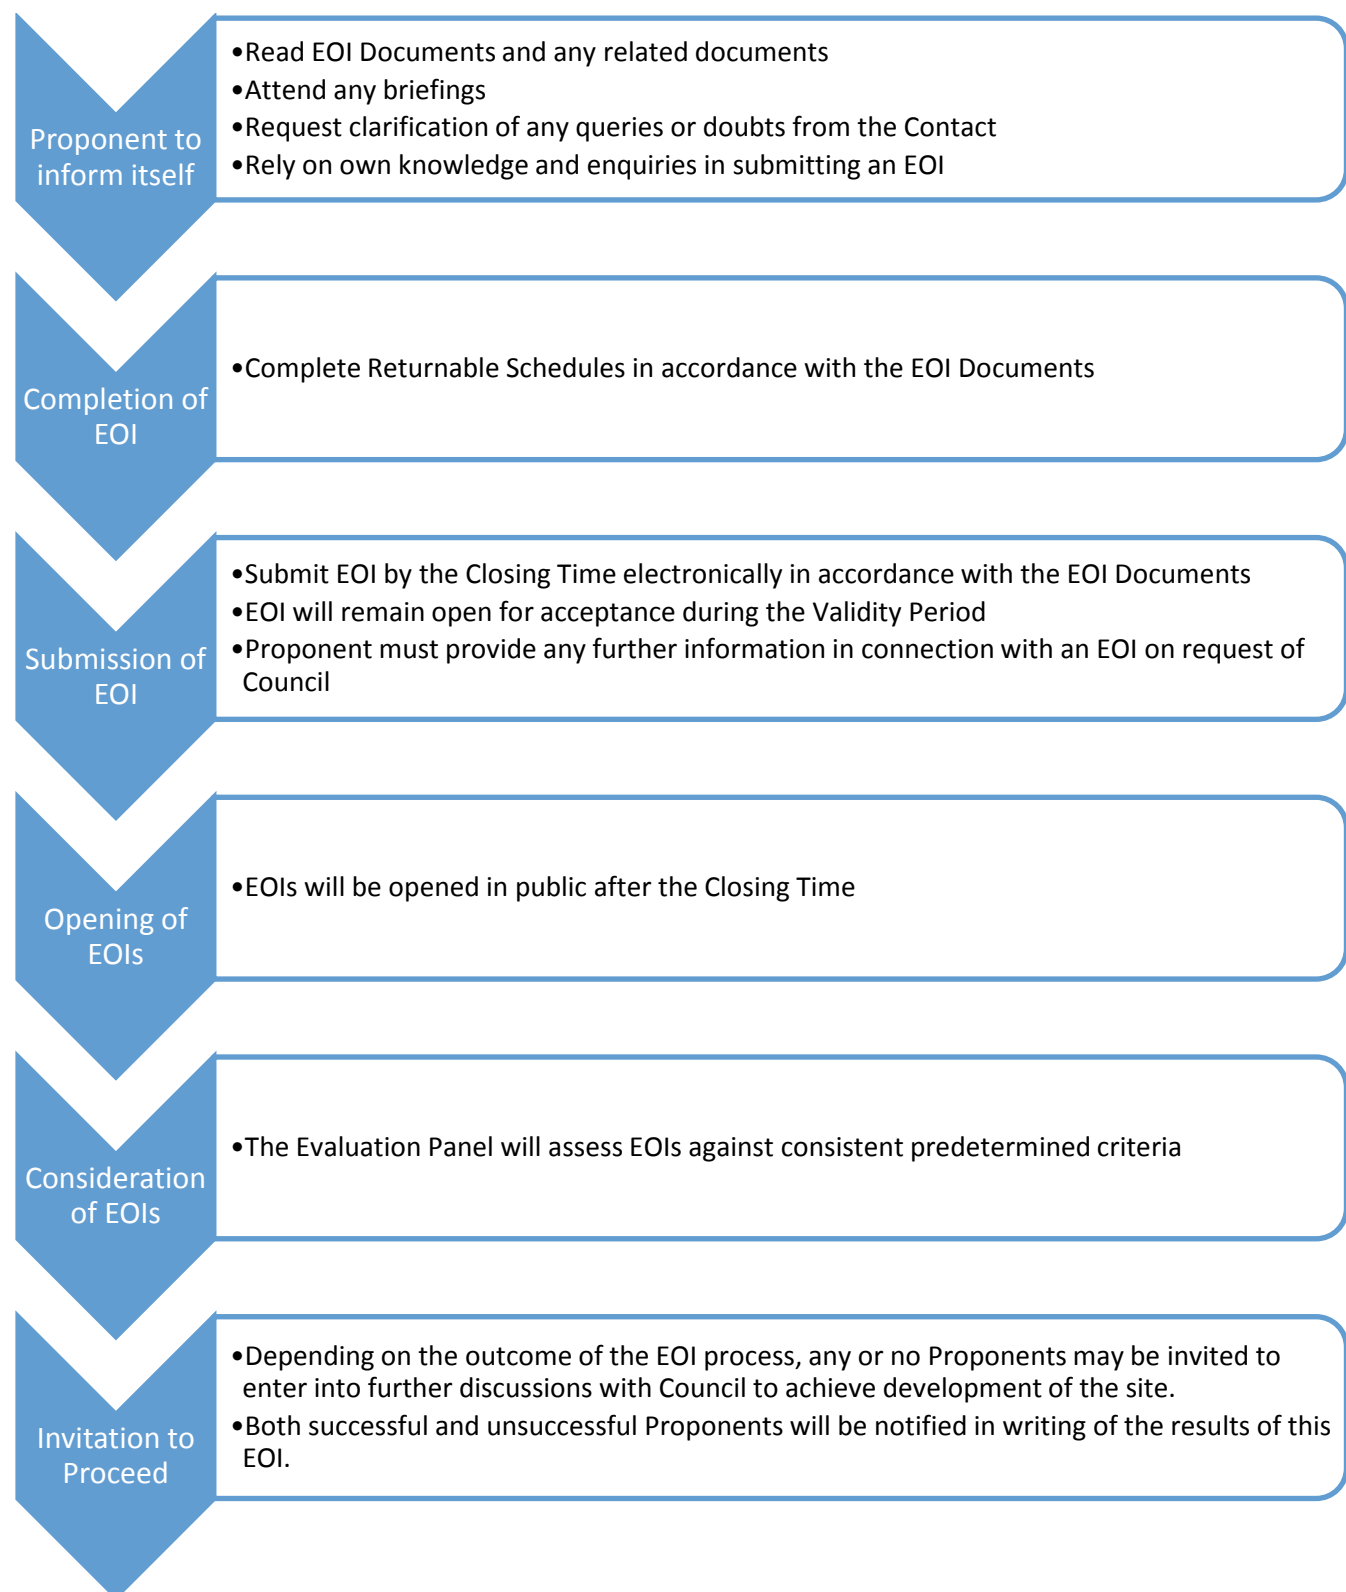 Proponent to
inform itself
•Read EOI Documents and any related documents
•Attend any briefings
•Request clarification of any queries or doubts from the Contact
•Rely on own knowledge and enquiries in submitting an EOI
Completion of
EOI
•Complete Returnable Schedules in accordance with the EOI Documents
Submission of
EOI
•Submit EOI by the Closing Time electronically in accordance with the EOI Documents
•EOI will remain open for acceptance during the Validity Period
•Proponent must provide any further information in connection with an EOI on request of
Council
Opening of
EOIs
•EOIs will be opened in public after the Closing Time
Consideration
of EOIs
•The Evaluation Panel will assess EOIs against consistent predetermined criteria
Invitation to
Proceed
•Depending on the outcome of the EOI process, any or no Proponents may be invited to
enter into further discussions with Council to achieve development of the site.
•Both successful and unsuccessful Proponents will be notified in writing of the results of this
EOI.